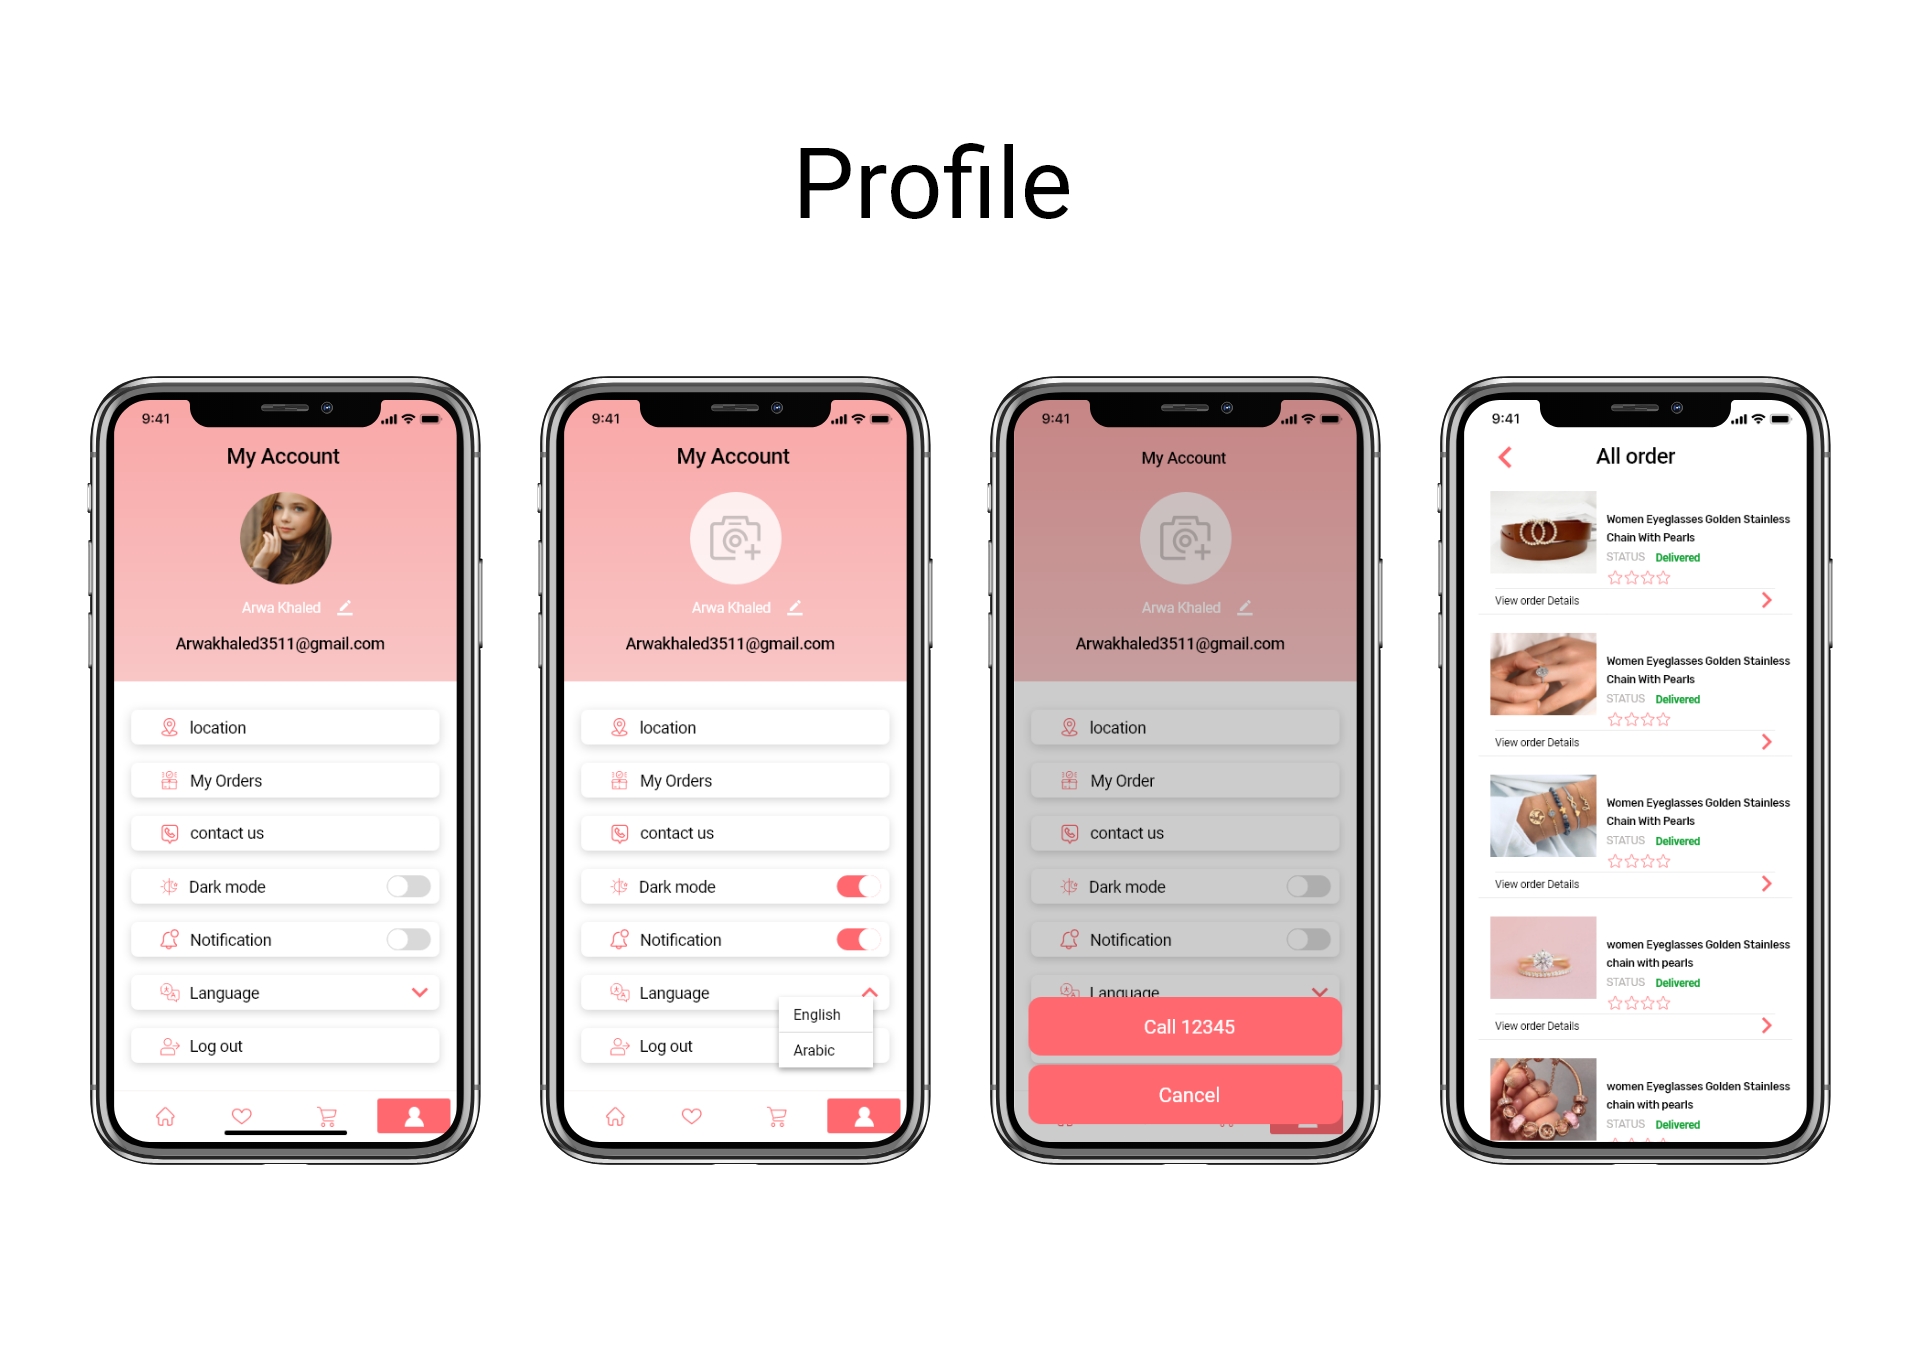 Profile
9:41
My Account
Arwa Khaled
Arwakhaled3511@gmail.com
location
My Orders
contact us
Dark mode
Notification
Language
Log out
9:41
My Account
Arwa Khaled
Arwakhaled3511@gmail.com
location
My Orders
contact us
Dark mode
Notification
Language
English
Log out
Arabic
9:41
My Account
Arwa Khaled
Arwakhaled3511@gmail.com
location
My Order
contact us
Dark mode
Notification
Language
Call 12345
Cancel
9:41
All order
Women Eyeglasses Golden Stainless
Chain With Pearls
STATUS Delivered
View order Details
Women Eyeglasses Golden Stainless
Chain With Pearls
STATUS Delivered
View order Details
Women Eyeglasses Golden Stainless
Chain With Pearls
STATUS Delivered
View order Details
women Eyeglasses Golden Stainless
chain with pearls
STATUS Delivered
View order Details
women Eyeglasses Golden Stainless
chain with pearls
STATUS Delivered